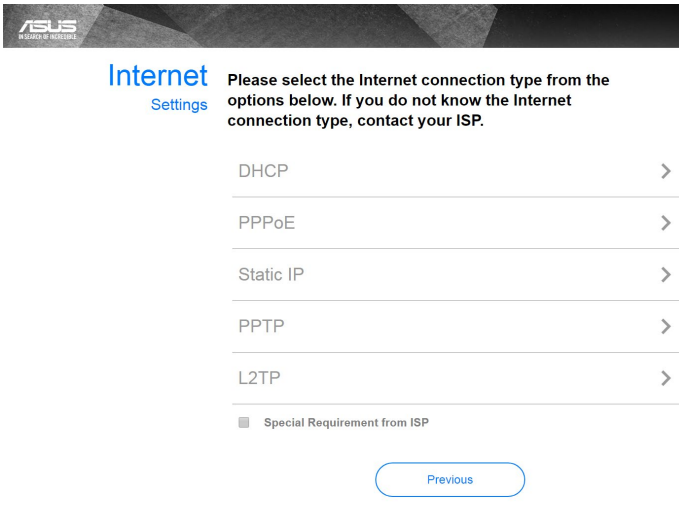 ASUS
IN SEARCH OF INCREDIBLE
Internet
Settings
Please select the Internet connection type from the
options below. If you do not know the Internet
connection type, contact your ISP.
DHCP
PPPoE
Static IP
PPTP
L2TP
Special Requirement from ISP
Previous